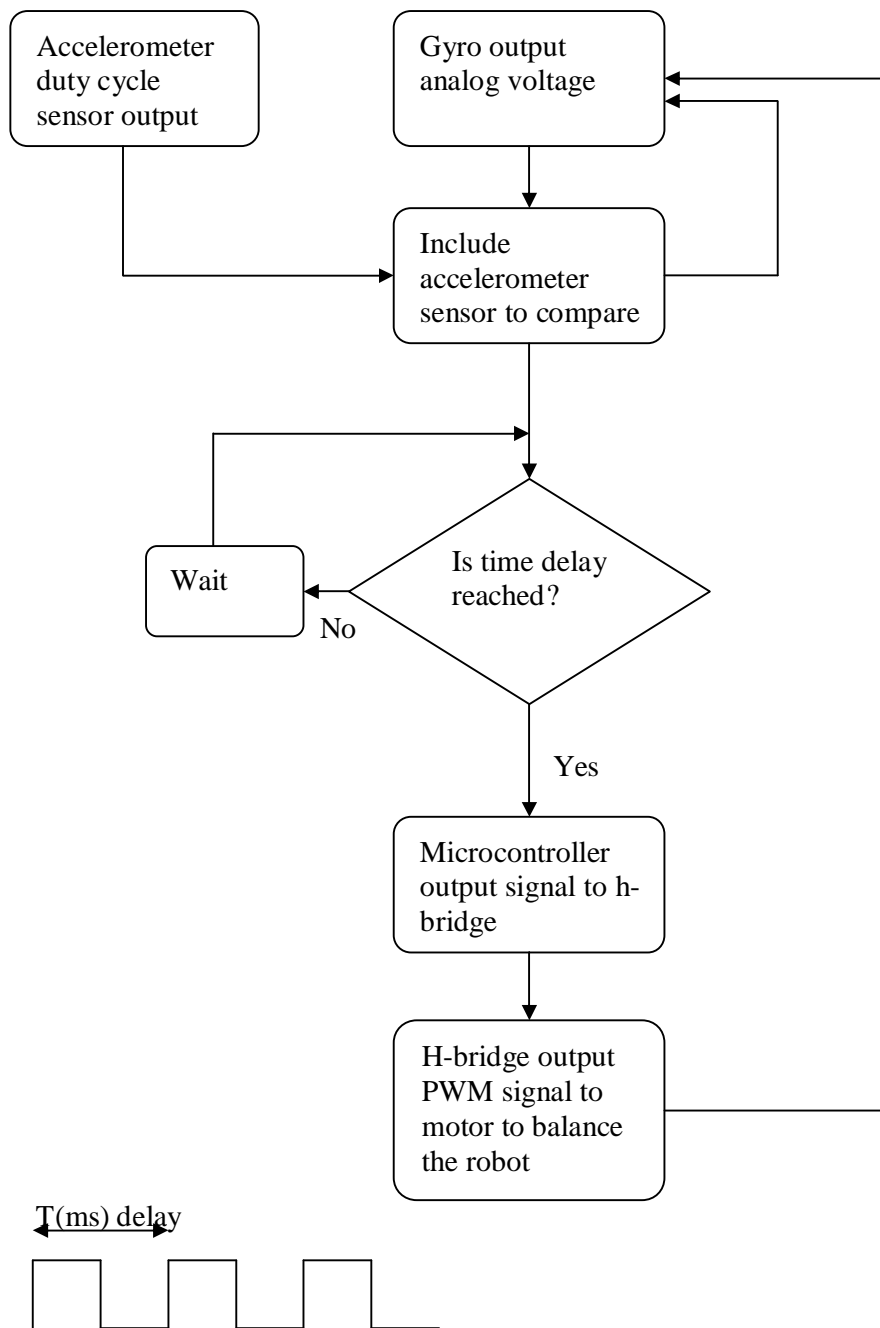 Accelerometer
duty cycle
sensor output
Gyro output
analog voltage
Include
accelerometer
sensor to compare
Is time delay
reached?
Wait
No
Yes
Microcontroller
output signal to h-
bridge
H-bridge output
PWM signal to
motor to balance
the robot
T(ms) delay